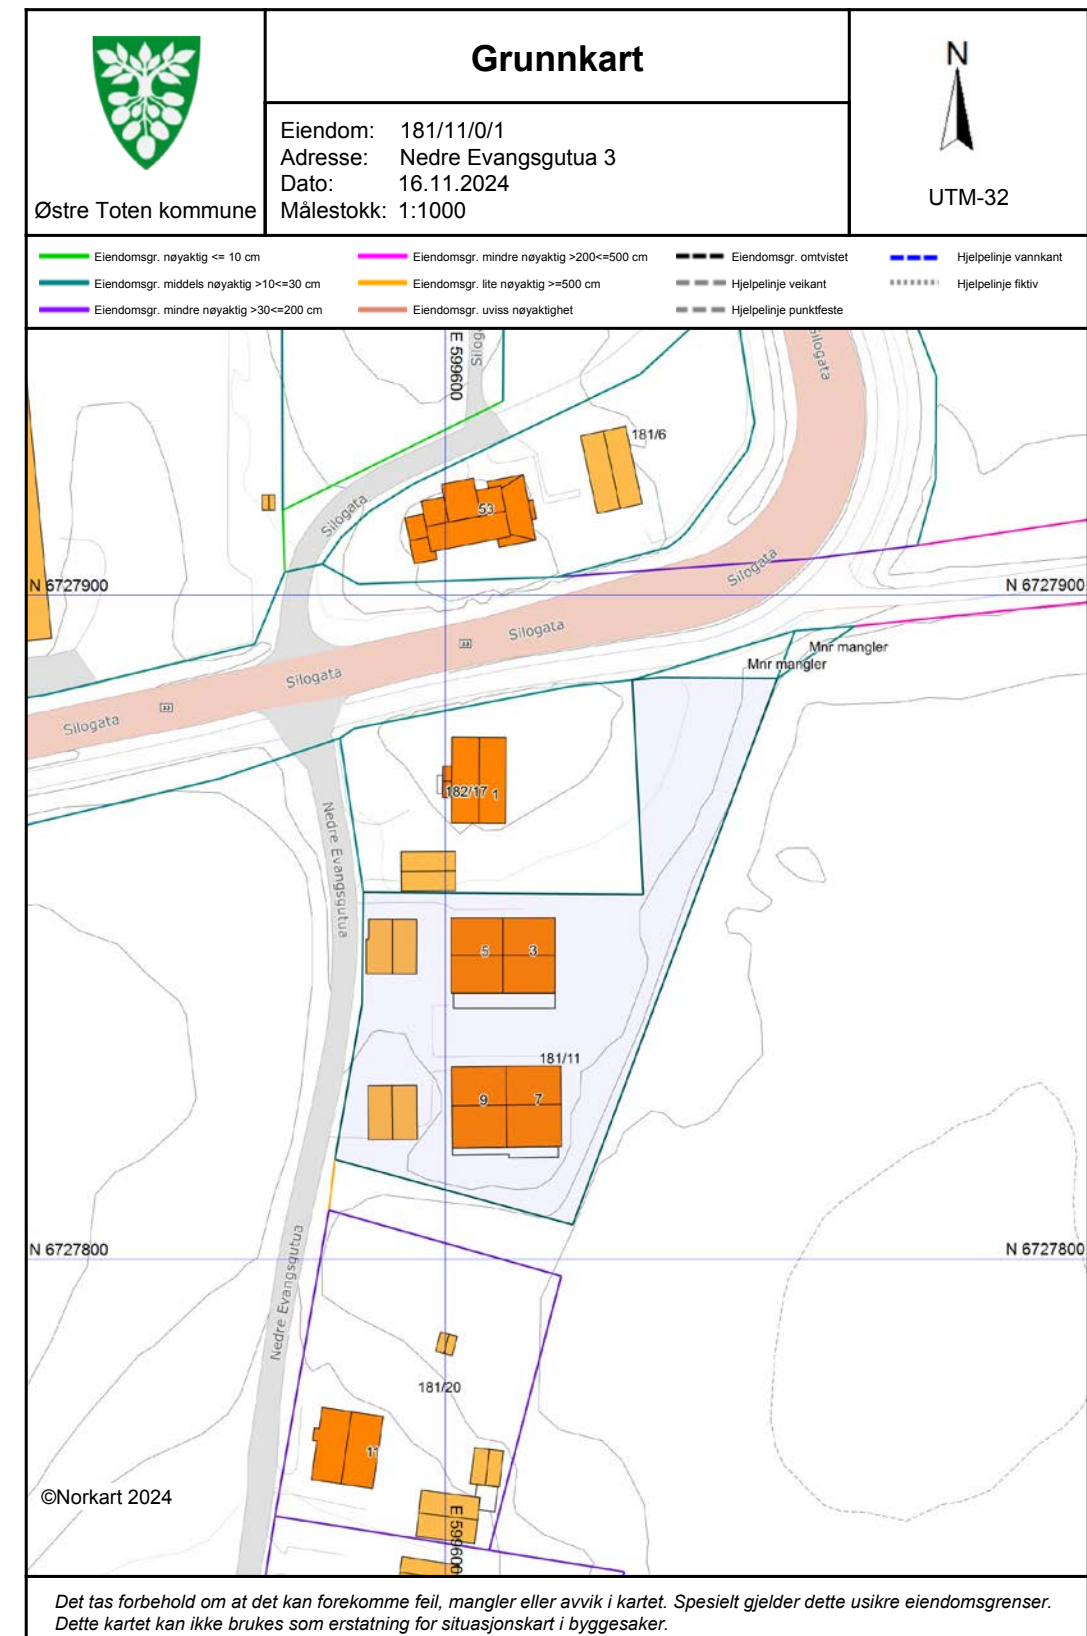 Grunnkart
Eiendom: 181/11/0/1
Adresse: Nedre Evangsgutua 3
Dato: 16.11.2024
Målestokk: 1:1000
Østre Toten kommune
N
UTM-32
Eiendomsgr. nøyaktig <= 10 cm
Eiendomsgr. middels nøyaktig >10<=30 cm
Eiendomsgr. mindre nøyaktig >30<=200 cm
Eiendomsgr. mindre nøyaktig >200<=500 cm
Eiendomsgr. lite nøyaktig >=500 cm
Eiendomsgr. uviss nøyaktighet
Eiendomsgr. omtvistet
Hjelpelinje veikant
Hjelpelinje punktfeste
Hjelpelinje vannkant
Hjelpelinje fiktiv
E 599600
Silogata
181/6
53
Silogata
Silogata
N 6727900
N 6727900
Silogata
Silogata
33
Mnr mangler
Mnr mangler
Silogata
33
Silogata
182/17 1
Nedre Evangsgutua
5 3
181/11
9 7
N 6727800
N 6727800
Nedre Evangsgutua
181/20
11
©Norkart 2024
E 599600
Det tas forbehold om at det kan forekomme feil, mangler eller avvik i kartet. Spesielt gjelder dette usikre eiendomsgrenser.
Dette kartet kan ikke brukes som erstatning for situasjonskart i byggesaker.